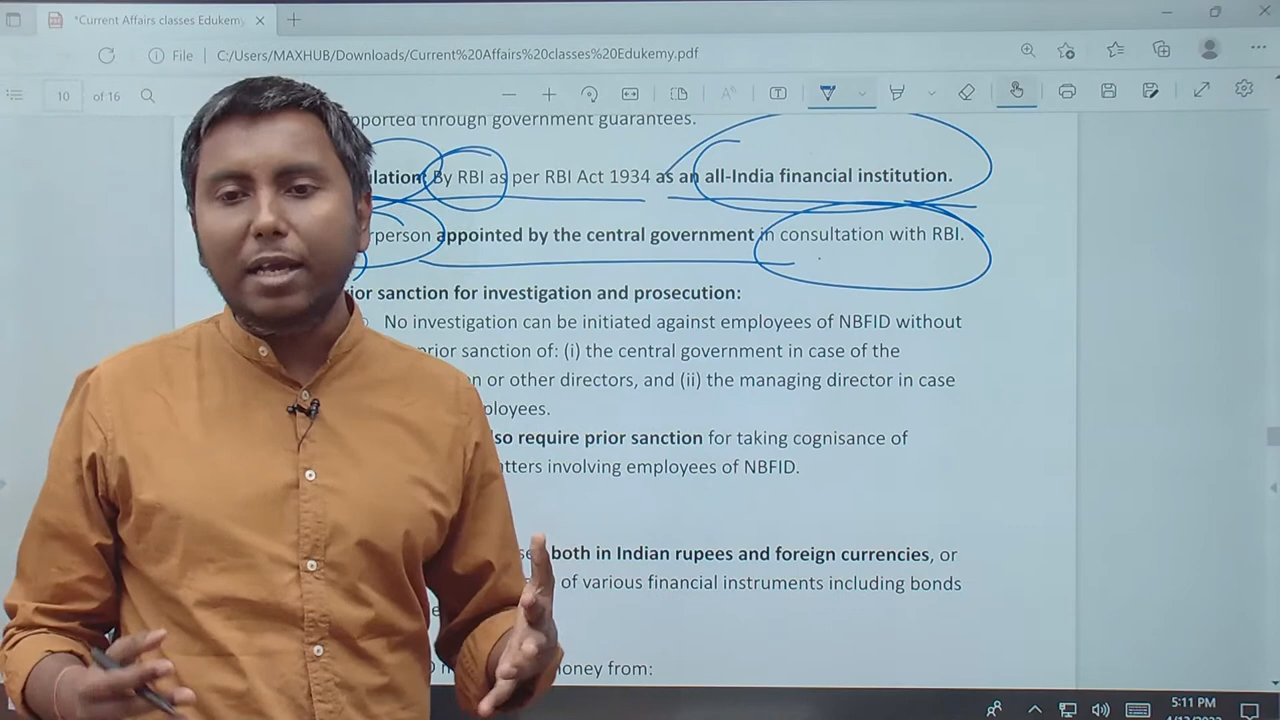 *Current Affairs classes Edukemy
File C:/Users/MAXHUB/Downloads/Current%20Affairs%20classes%20Edukemy.pdf
10 of 16
pported through government guarantees.
lation: By RBI as per RBI Act 1934 as an all-India financial institution.
person appointed by the central government in consultation with RBI.
ior sanction for investigation and prosecution:
No investigation can be initiated against employees of NBFID without
rior sanction of: (i) the central government in case of the
n or other directors, and (ii) the managing director in case
ployees.
lso require prior sanction for taking cognisance of
tters involving employees of NBFID.
both in Indian rupees and foreign currencies, or
of various financial instruments including bonds
oney from:
5:11 PM